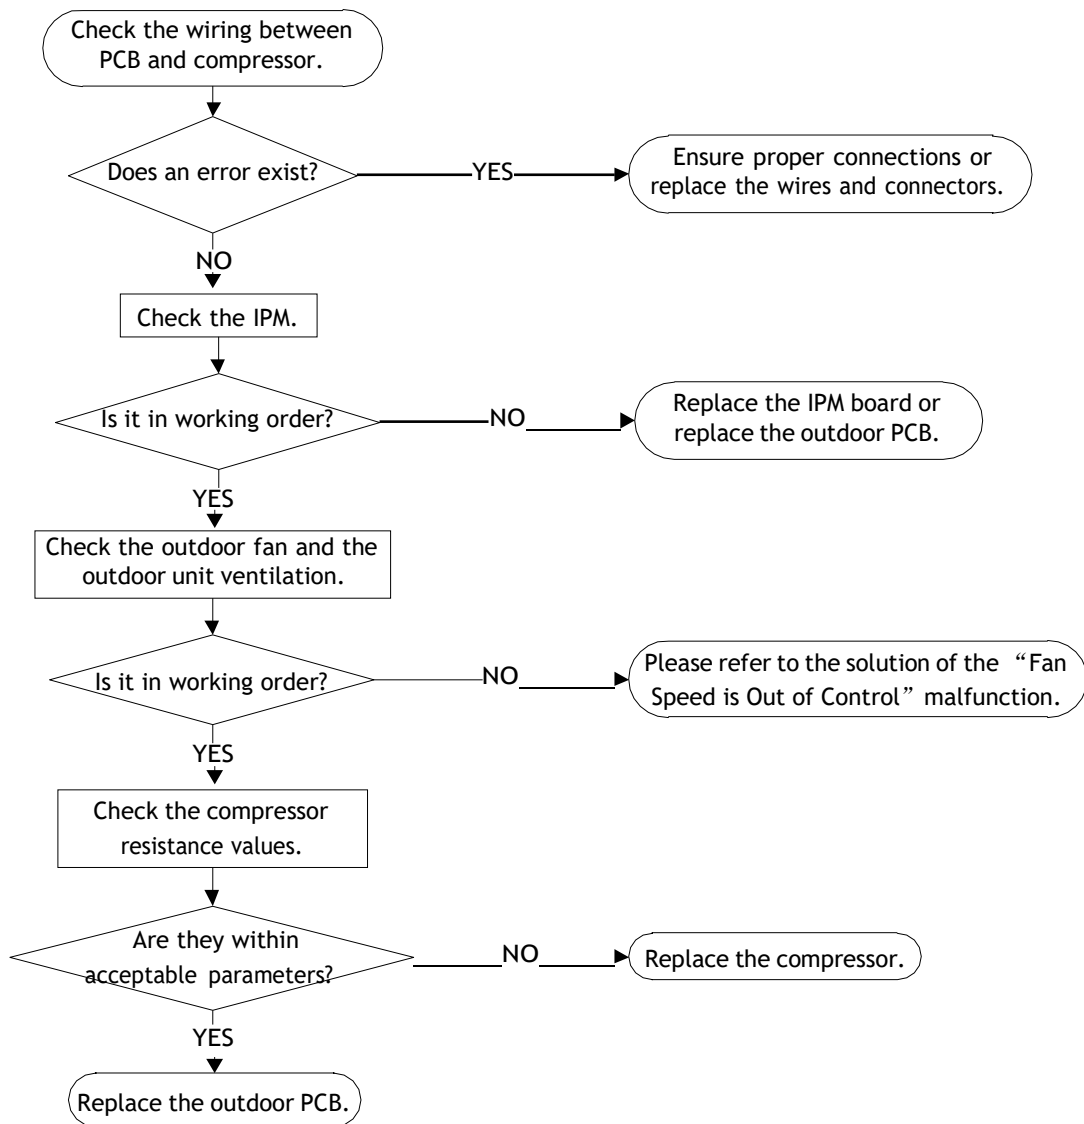 Check the wiring between
PCB and compressor.
Does an error exist?
YES
Ensure proper connections or
replace the wires and connectors.
NO
Check the IPM.
Is it in working order?
NO
Replace the IPM board or
replace the outdoor PCB.
YES
Check the outdoor fan and the
outdoor unit ventilation.
Is it in working order?
NO
Please refer to the solution of the “Fan
Speed is Out of Control” malfunction.
YES
Check the compressor
resistance values.
Are they within
acceptable parameters?
NO
Replace the compressor.
YES
Replace the outdoor PCB.